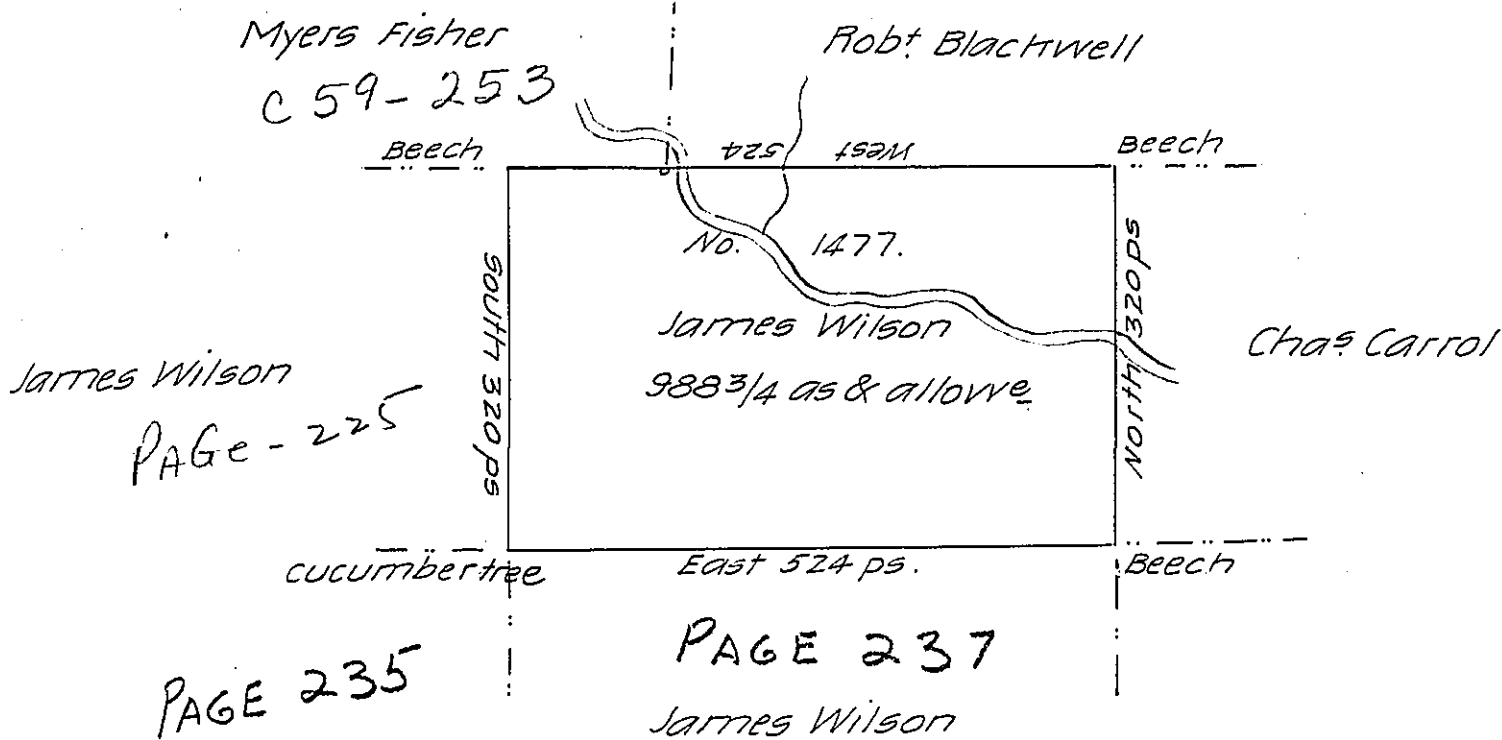 Myers Fisher
C 59-253
Robt. Blackwell
Beech
West 524
Beech
No. 1477.
South 320 ps
North 320 ps
James Wilson
988 3/4 as & allowe
Chas. Carrol
James Wilson
PAGe - 225
cucumbertree
East 524 ps.
Beech
PAGE 235
PAGE 237
James Wilson